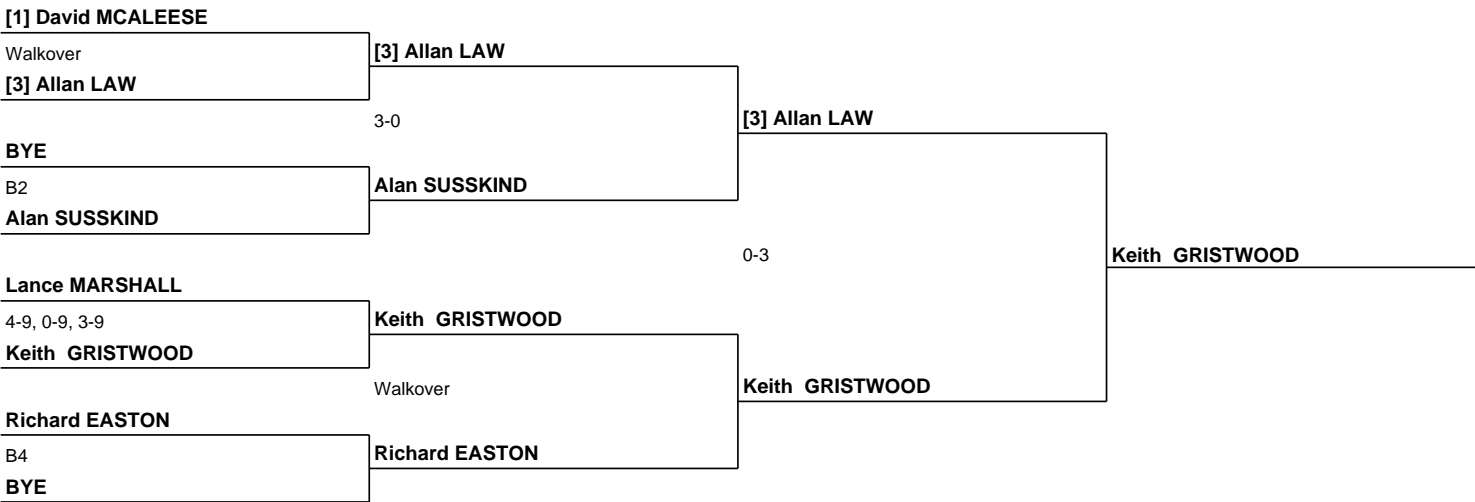 [1] David MCALEESE
Walkover
[3] Allan LAW
BYE
B2
Alan SUSSKIND
Lance MARSHALL
4-9, 0-9, 3-9
Keith GRISTWOOD
Richard EASTON
B4
BYE
[3] Allan LAW
3-0
Alan SUSSKIND
Keith GRISTWOOD
Walkover
Richard EASTON
[3] Allan LAW
0-3
Keith GRISTWOOD
Keith GRISTWOOD